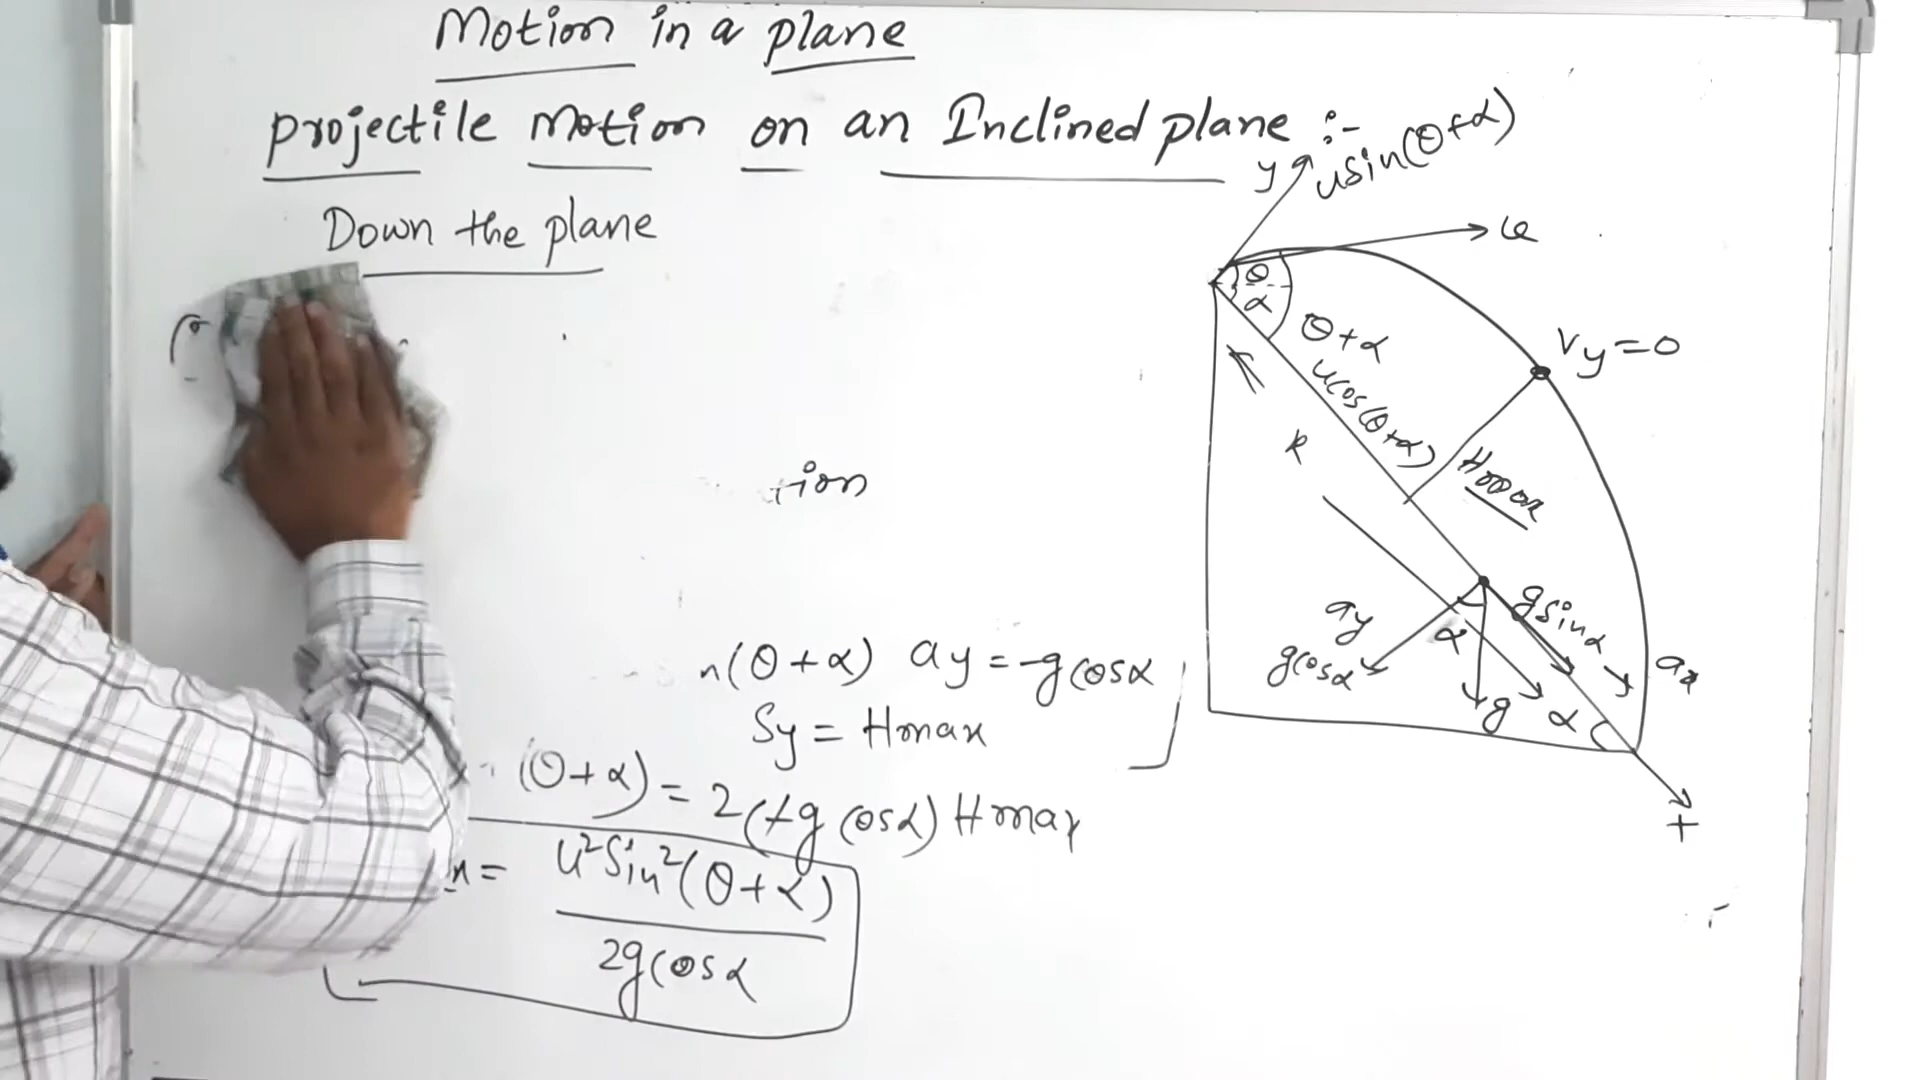 Motion in a plane
projectile motion on an Inclined plane :-
Down the plane
y
usin(θ+α)
u
θ
α
θ+α
Vy=0
ucos(θ+α)
R
Hmax
ion
ay
gcosα
α
gsinα
g
α
ax
n(θ+α) ay=-gcosα
Sy = Hmax
(θ+α) = 2(+g cosα) Hmax
x = u²Sin²(θ+α)
2gcosα